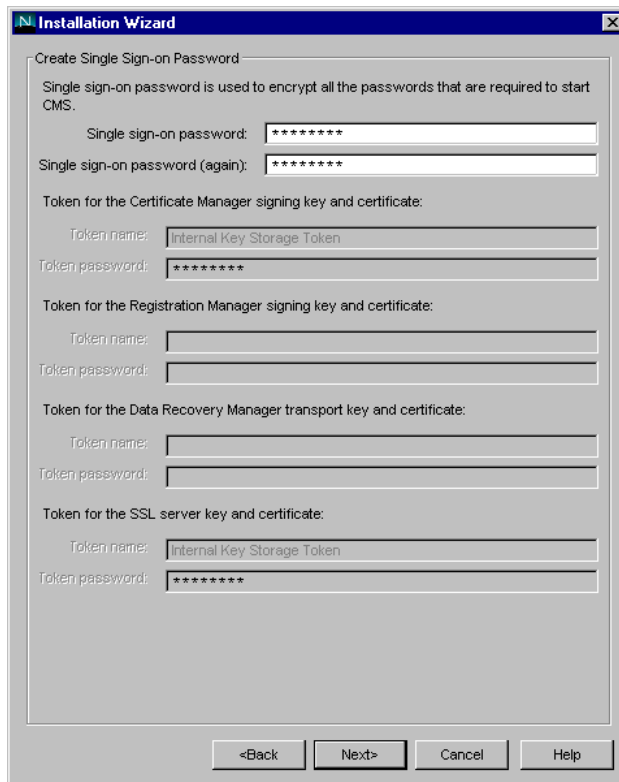 Installation Wizard
Create Single Sign-on Password
Single sign-on password is used to encrypt all the passwords that are required to start
CMS.
Single sign-on password: ********
Single sign-on password (again): ********
Token for the Certificate Manager signing key and certificate:
Token name: Internal Key Storage Token
Token password: ********
Token for the Registration Manager signing key and certificate:
Token name:
Token password:
Token for the Data Recovery Manager transport key and certificate:
Token name:
Token password:
Token for the SSL server key and certificate:
Token name: Internal Key Storage Token
Token password: ********
<Back Next> Cancel Help